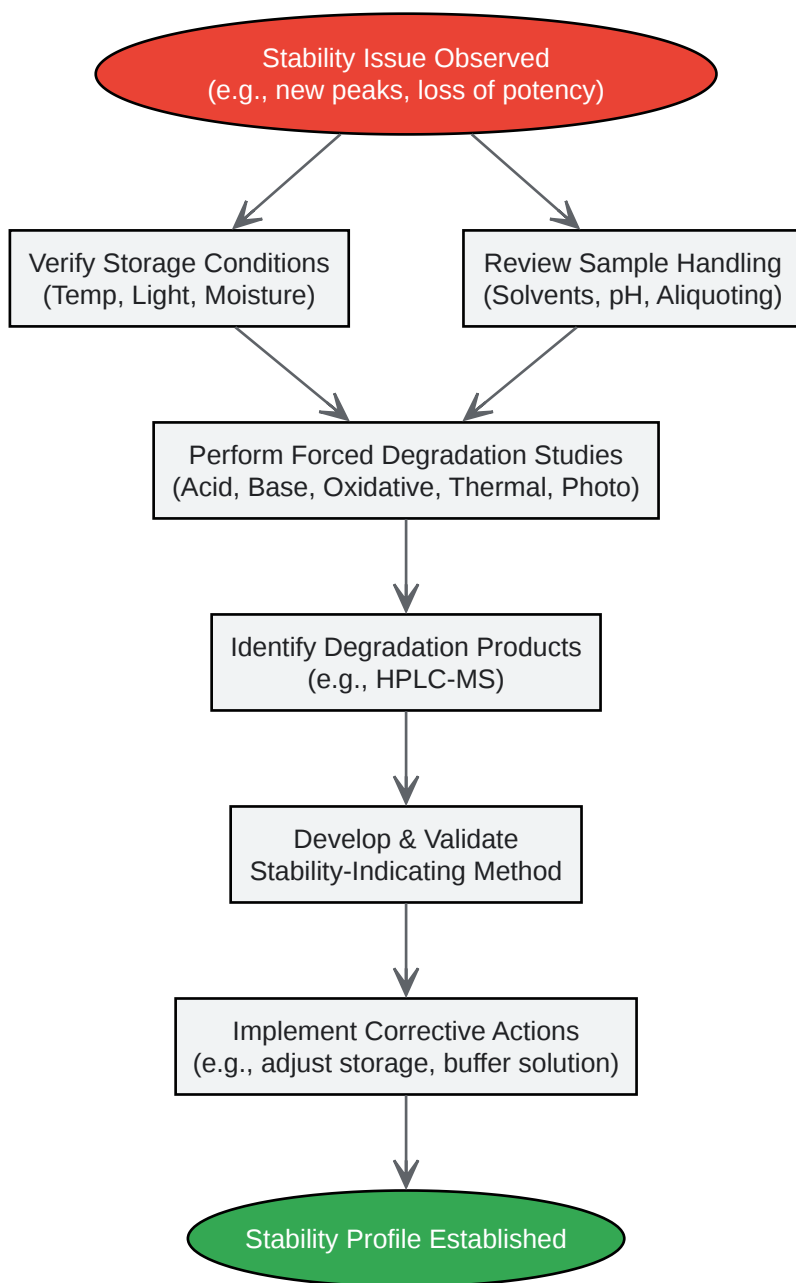 Stability Issue Observed
(e.g., new peaks, loss of potency)
Verify Storage Conditions
(Temp, Light, Moisture)
Review Sample Handling
(Solvents, pH, Aliquoting)
Perform Forced Degradation Studies
(Acid, Base, Oxidative, Thermal, Photo)
Identify Degradation Products
(e.g., HPLC-MS)
Develop & Validate
Stability-Indicating Method
Implement Corrective Actions
(e.g., adjust storage, buffer solution)
Stability Profile Established